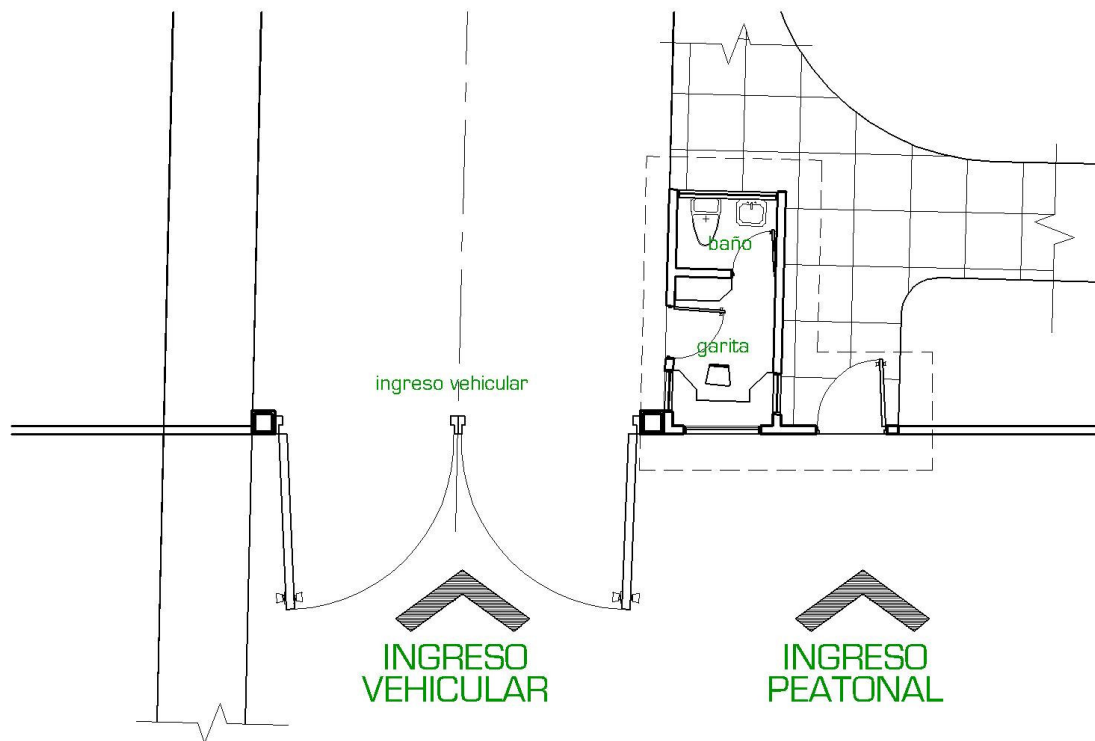 baño
garita
ingreso vehicular
INGRESO
VEHICULAR
INGRESO
PEATONAL